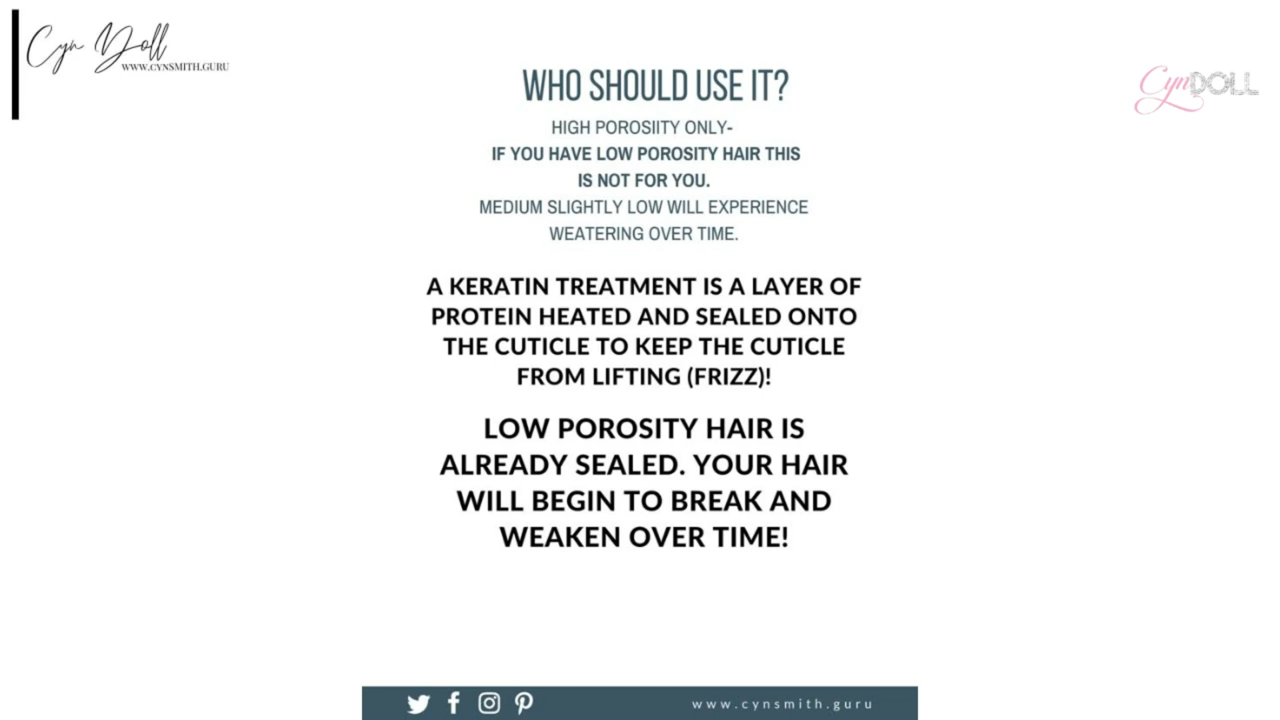 Cyn Doll
WWW.CYNSMITH.GURU
CynDOLL
WHO SHOULD USE IT?
HIGH POROSIITY ONLY-
IF YOU HAVE LOW POROSITY HAIR THIS
IS NOT FOR YOU.
MEDIUM SLIGHTLY LOW WILL EXPERIENCE
WEATERING OVER TIME.
A KERATIN TREATMENT IS A LAYER OF
PROTEIN HEATED AND SEALED ONTO
THE CUTICLE TO KEEP THE CUTICLE
FROM LIFTING (FRIZZ)!
LOW POROSITY HAIR IS
ALREADY SEALED. YOUR HAIR
WILL BEGIN TO BREAK AND
WEAKEN OVER TIME!
www.cynsmith.guru